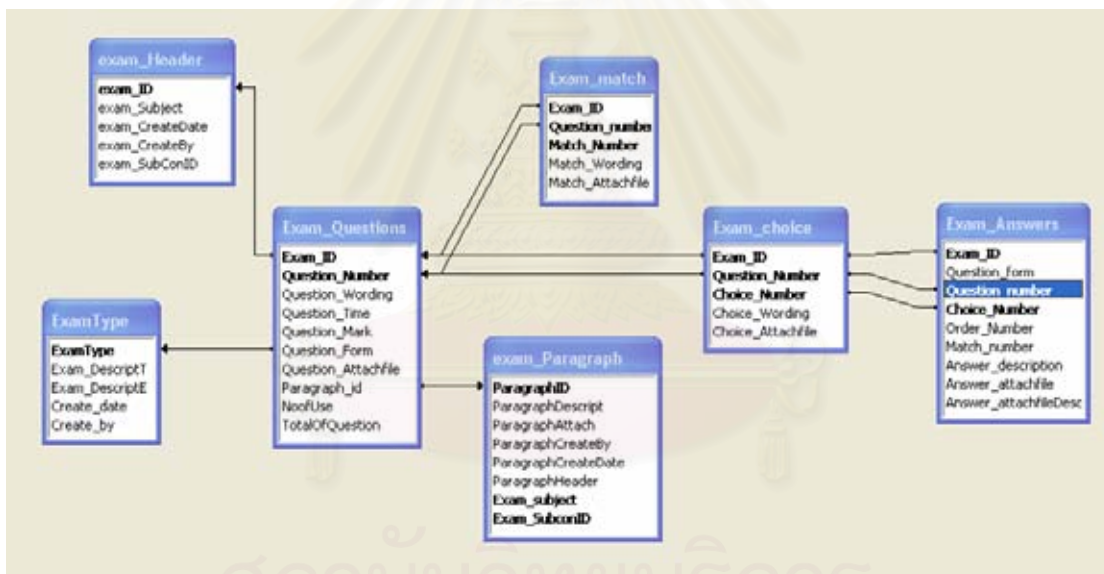 exam_Header
exam_ID
exam_Subject
exam_CreateDate
exam_CreateBy
exam_SubConID
Exam_match
Exam_ID
Question_number
Match_Number
Match_Wording
Match_Attachfile
Exam_Questions
Exam_ID
Question_Number
Question_Wording
Question_Time
Question_Mark
Question_Form
Question_Attachfile
Paragraph_id
NoofUse
TotalOfQuestion
Exam_choice
Exam_ID
Question_Number
Choice_Number
Choice_Wording
Choice_Attachfile
Exam_Answers
Exam_ID
Question_form
Question_number
Choice_Number
Order_Number
Match_number
Answer_description
Answer_attachfile
Answer_attachfileDesc
ExamType
ExamType
Exam_DescriptT
Exam_DescriptE
Create_date
Create_by
exam_Paragraph
ParagraphID
ParagraphDescript
ParagraphAttach
ParagraphCreateBy
ParagraphCreateDate
ParagraphHeader
Exam_subject
Exam_SubconID